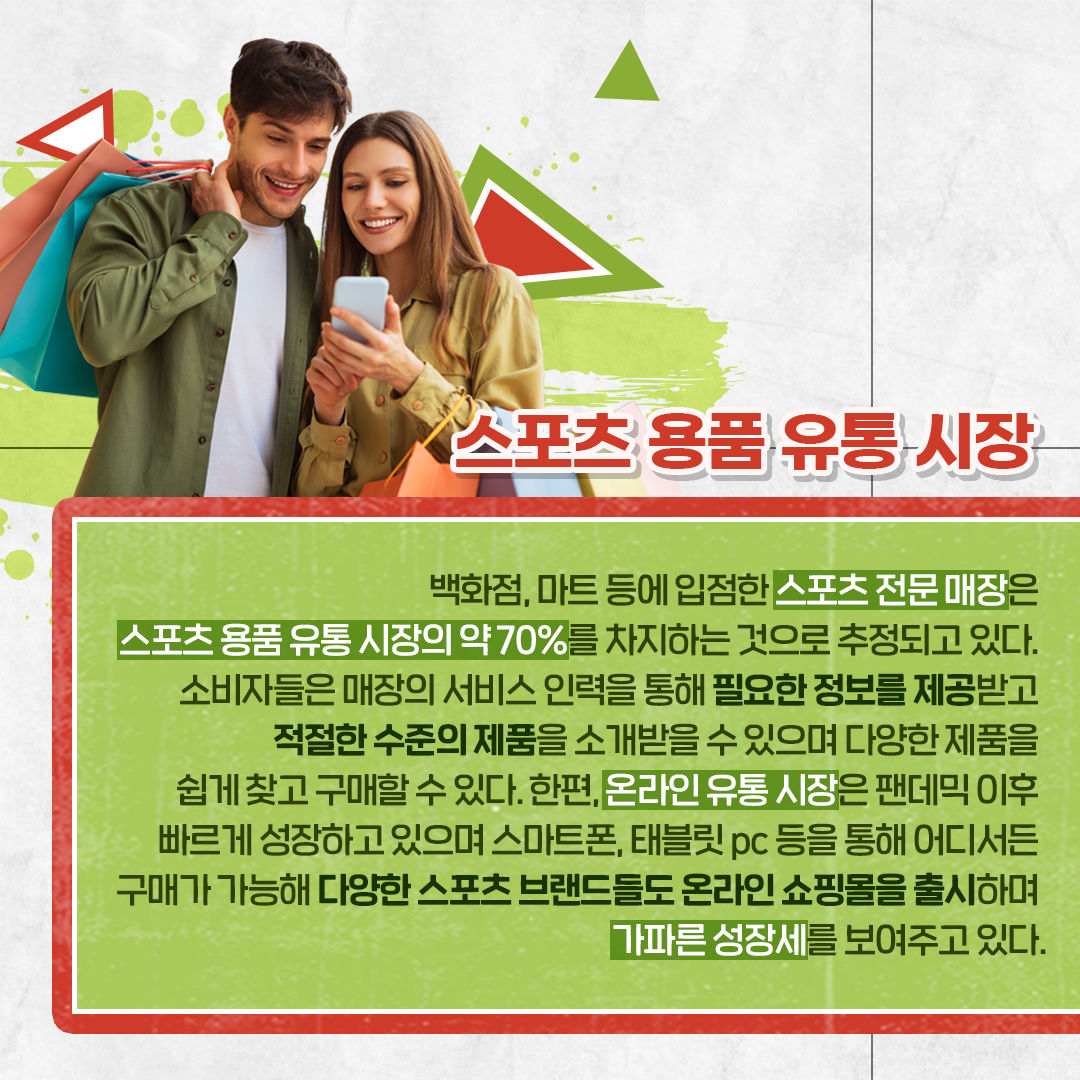 스포츠 용품 유통 시장
백화점, 마트 등에 입점한 스포츠 전문 매장은
스포츠 용품 유통 시장의 약 70%를 차지하는 것으로 추정되고 있다.
소비자들은 매장의 서비스 인력을 통해 필요한 정보를 제공받고
적절한 수준의 제품을 소개받을 수 있으며 다양한 제품을
쉽게 찾고 구매할 수 있다. 한편, 온라인 유통 시장은 팬데믹 이후
빠르게 성장하고 있으며 스마트폰, 태블릿 pc 등을 통해 어디서든
구매가 가능해 다양한 스포츠 브랜드들도 온라인 쇼핑몰을 출시하며
가파른 성장세를 보여주고 있다.